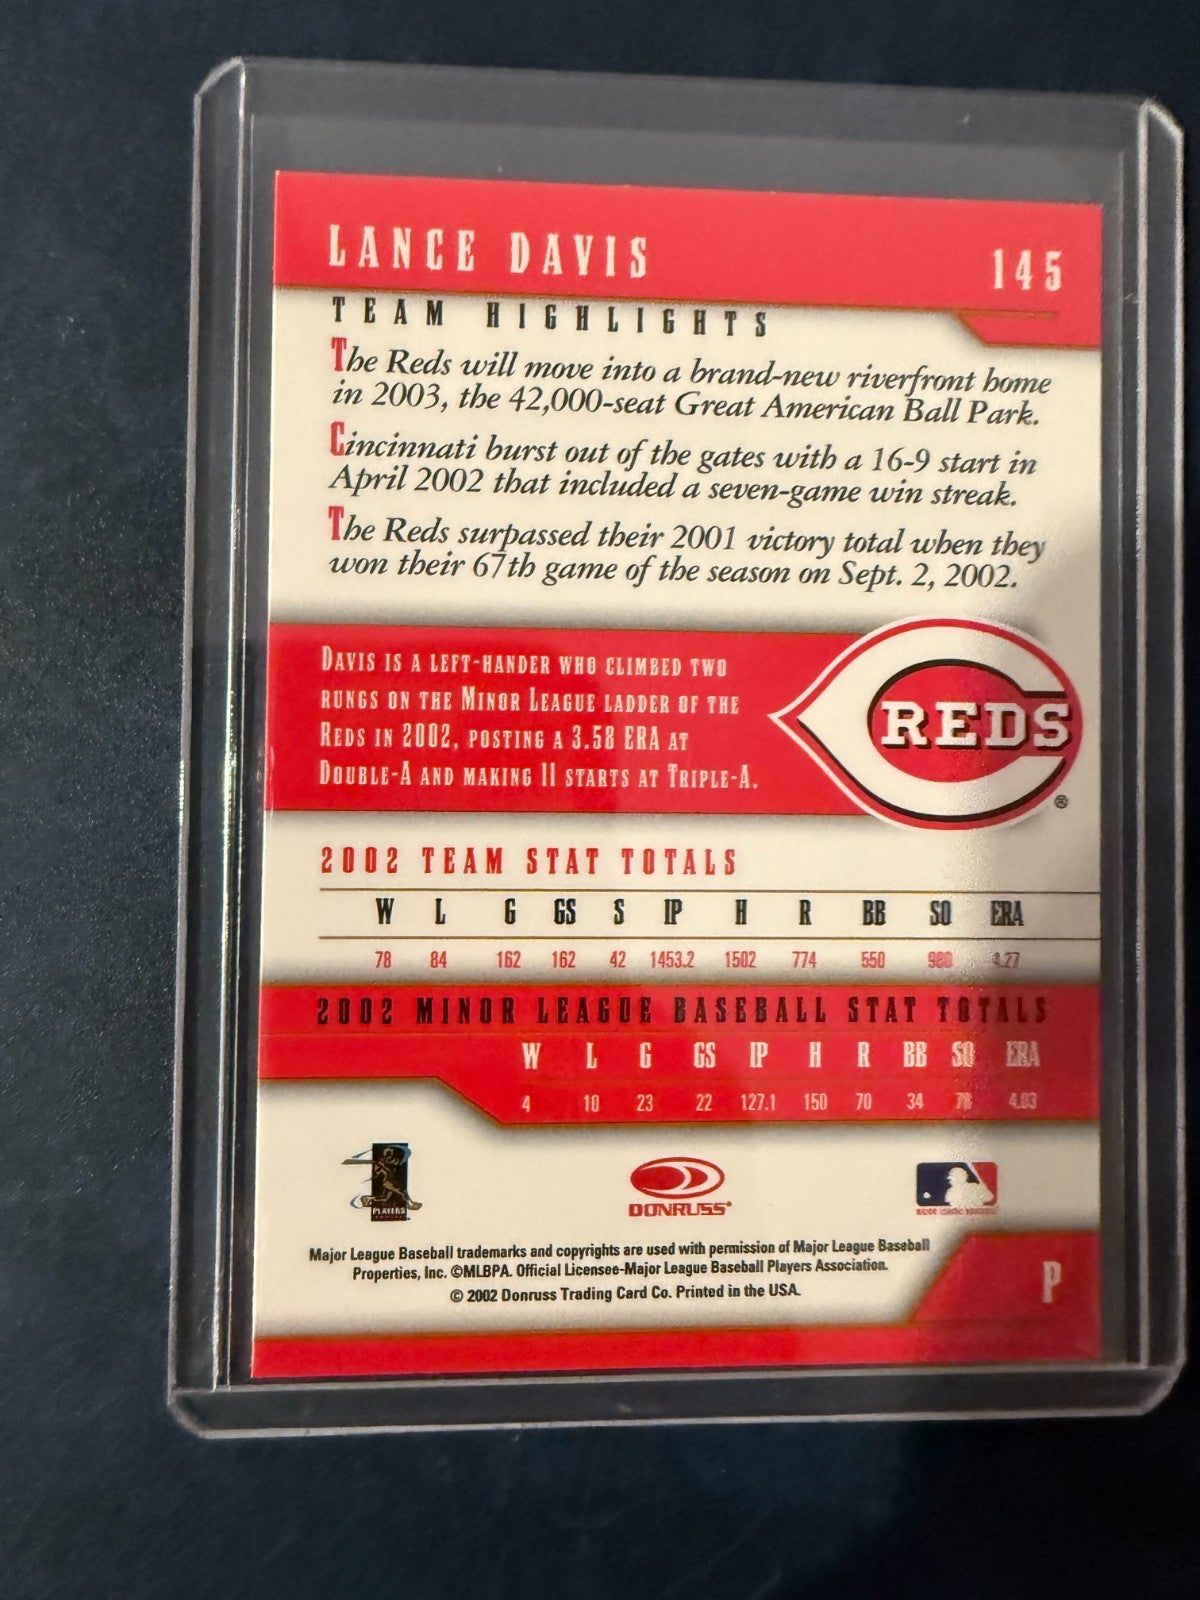 LANCE DAVIS 145
TEAM HIGHLIGHTS
The Reds will move into a brand-new riverfront home
in 2003, the 42,000-seat Great American Ball Park.
Cincinnati burst out of the gates with a 16-9 start in
April 2002 that included a seven-game win streak.
The Reds surpassed their 2001 victory total when they
won their 67th game of the season on Sept. 2, 2002.
DAVIS IS A LEFT-HANDER WHO CLIMBED TWO
RUNGS ON THE MINOR LEAGUE LADDER OF THE
REDS IN 2002, POSTING A 3.58 ERA AT
DOUBLE-A AND MAKING 11 STARTS AT TRIPLE-A.
REDS
®
2002 TEAM STAT TOTALS
W L G GS S IP H R BB SO ERA
78 84 162 162 42 1453.2 1502 774 550 980 4.27
2002 MINOR LEAGUE BASEBALL STAT TOTALS
W L G GS IP H R BB SO ERA
4 10 23 22 127.1 150 70 34 4.03
PLAYERS
DONRUSS®
Major League Baseball trademarks and copyrights are used with permission of Major League Baseball
Properties, Inc. ©MLBPA. Official Licensee-Major League Baseball Players Association.
© 2002 Donruss Trading Card Co. Printed in the USA.
P